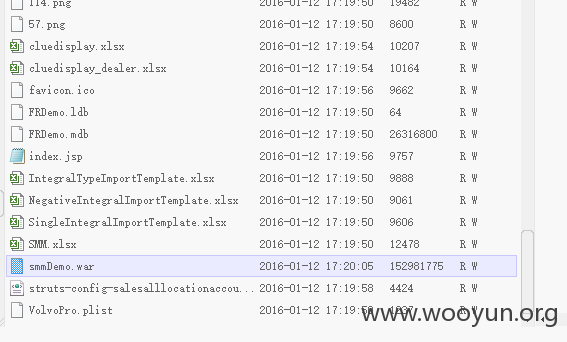 114.png 2016-01-12 17:19:50 19482 R W
57.png 2016-01-12 17:19:50 8600 R W
cluedisplay.xlsx 2016-01-12 17:19:54 10207 R W
cluedisplay_dealer.xlsx 2016-01-12 17:19:54 10164 R W
favicon.ico 2016-01-12 17:19:56 9662 R W
FRDemo.ldb 2016-01-12 17:19:50 64 R W
FRDemo.mdb 2016-01-12 17:19:50 26316800 R W
index.jsp 2016-01-12 17:19:56 9757 R W
IntegralTypeImportTemplate.xlsx 2016-01-12 17:19:50 9888 R W
NegativeIntegralImportTemplate.xlsx 2016-01-12 17:19:50 9061 R W
SingleIntegralImportTemplate.xlsx 2016-01-12 17:19:50 9606 R W
SMM.xlsx 2016-01-12 17:19:50 12478 R W
smmDemo.war 2016-01-12 17:20:05 152981775 R W
struts-config-salesalllocationaccou... 2016-01-12 17:19:58 4424 R W
VolvoPro.plist 2016-01-12 17:19:50 R W
www.wooyun.org